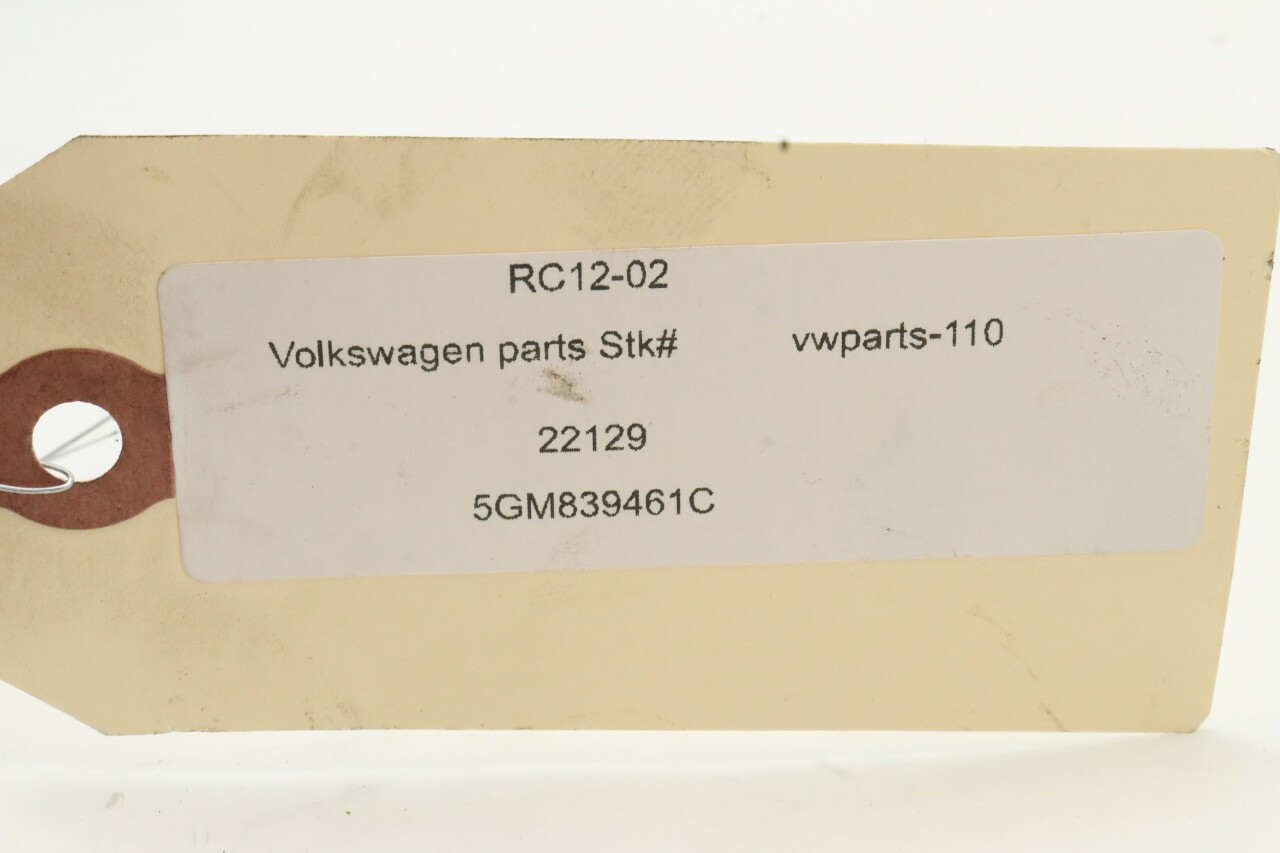 RC12-02
Volkswagen parts Stk# vwparts-110
22129
5GM839461C